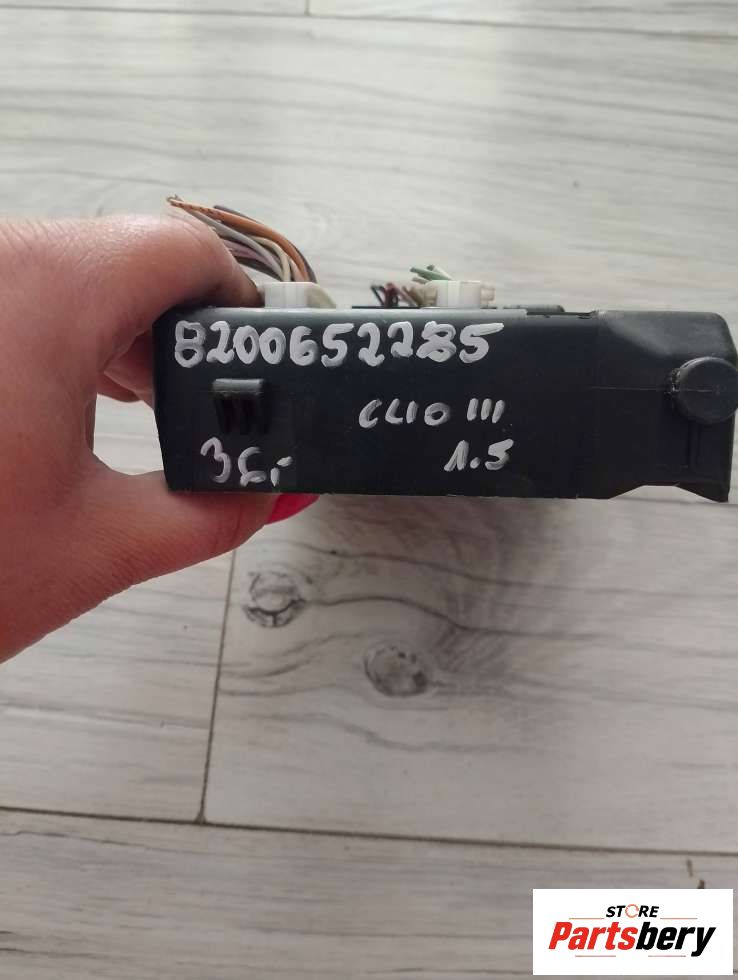 8200652285
CLIO III
1.5
STORE
Partsbery